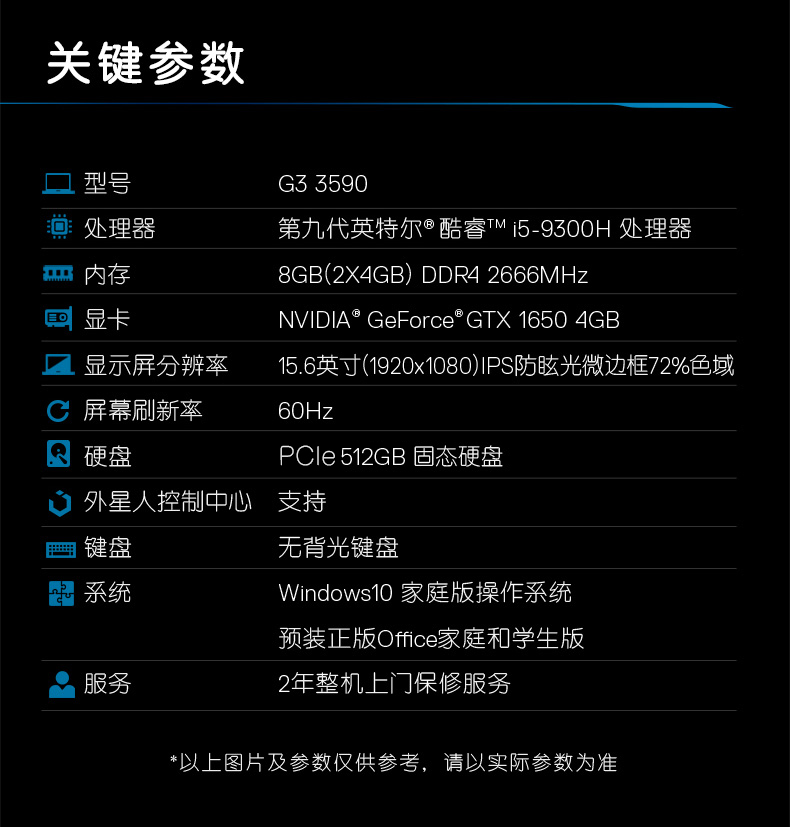 关键参数
型号 G3 3590
处理器 第九代英特尔®酷睿™ i5-9300H 处理器
内存 8GB(2X4GB) DDR4 2666MHz
显卡 NVIDIA® GeForce® GTX 1650 4GB
显示屏分辨率 15.6英寸(1920x1080)IPS防眩光微边框72%色域
屏幕刷新率 60Hz
硬盘 PCIe 512GB 固态硬盘
外星人控制中心 支持
键盘 无背光键盘
系统 Windows10 家庭版操作系统
预装正版Office家庭和学生版
服务 2年整机上门保修服务
*以上图片及参数仅供参考，请以实际参数为准